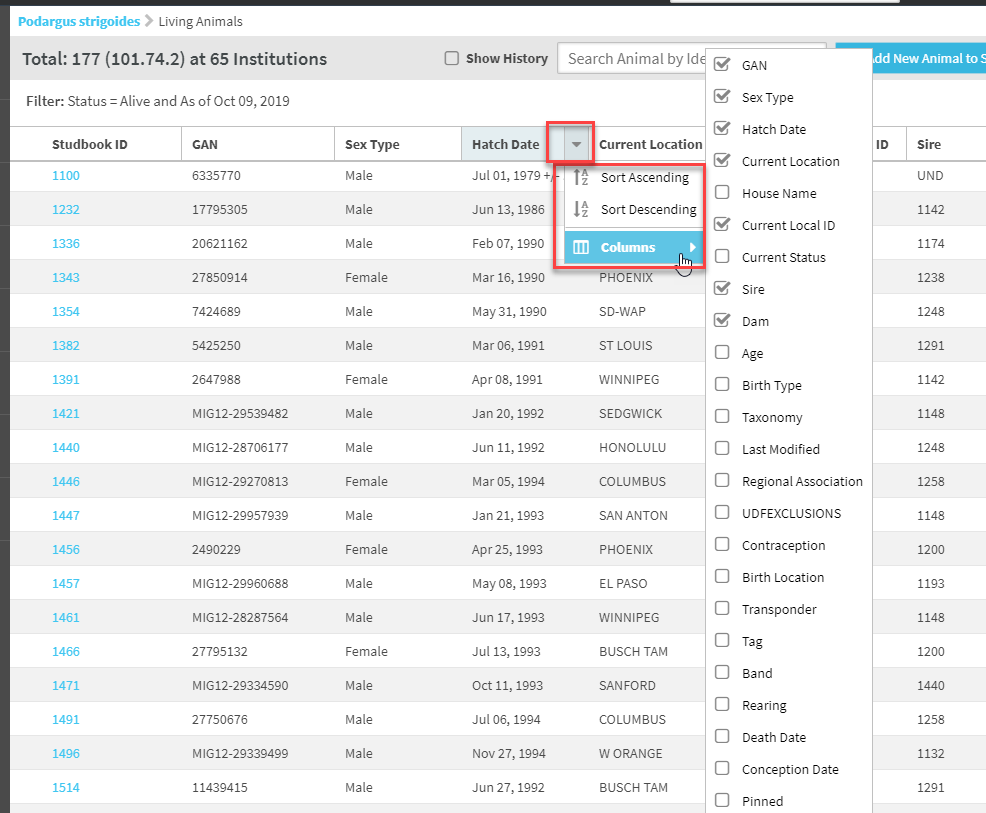 Podargus strigoides Living Animals
Total: 177 (101.74.2) at 65 Institutions Show History Search Animal by Ide dd New Animal to S
Filter: Status = Alive and As of Oct 09, 2019
Studbook ID GAN Sex Type Hatch Date Current Location ID Sire
1100 6335770 Male Jul 01, 1979 +/- UND
1232 17795305 Male Jun 13, 1986 1142
1336 20621162 Male Feb 07, 1990 1174
1343 27850914 Female Mar 16, 1990 PHOENIX 1238
1354 7424689 Male May 31, 1990 SD-WAP 1248
1382 5425250 Male Mar 06, 1991 ST LOUIS 1291
1391 2647988 Female Apr 08, 1991 WINNIPEG 1142
1421 MIG12-29539482 Male Jan 20, 1992 SEDGWICK 1148
1440 MIG12-28706177 Male Jun 11, 1992 HONOLULU 1248
1446 MIG12-29270813 Female Mar 05, 1994 COLUMBUS 1258
1447 MIG12-29957939 Male Jan 21, 1993 SAN ANTON 1148
1456 2490229 Female Apr 25, 1993 PHOENIX 1200
1457 MIG12-29960688 Male May 08, 1993 EL PASO 1193
1461 MIG12-28287564 Male Jun 17, 1993 WINNIPEG 1148
1466 27795132 Female Jul 13, 1993 BUSCH TAM 1200
1471 MIG12-29334590 Male Oct 11, 1993 SANFORD 1440
1491 27750676 Male Jul 06, 1994 COLUMBUS 1258
1496 MIG12-29339499 Male Nov 27, 1994 W ORANGE 1132
1514 11439415 Male Jun 27, 1992 BUSCH TAM 1291
Sort Ascending
Sort Descending
Columns
GAN
Sex Type
Hatch Date
Current Location
House Name
Current Local ID
Current Status
Sire
Dam
Age
Birth Type
Taxonomy
Last Modified
Regional Association
UDFEXCLUSIONS
Contraception
Birth Location
Transponder
Tag
Band
Rearing
Death Date
Conception Date
Pinned